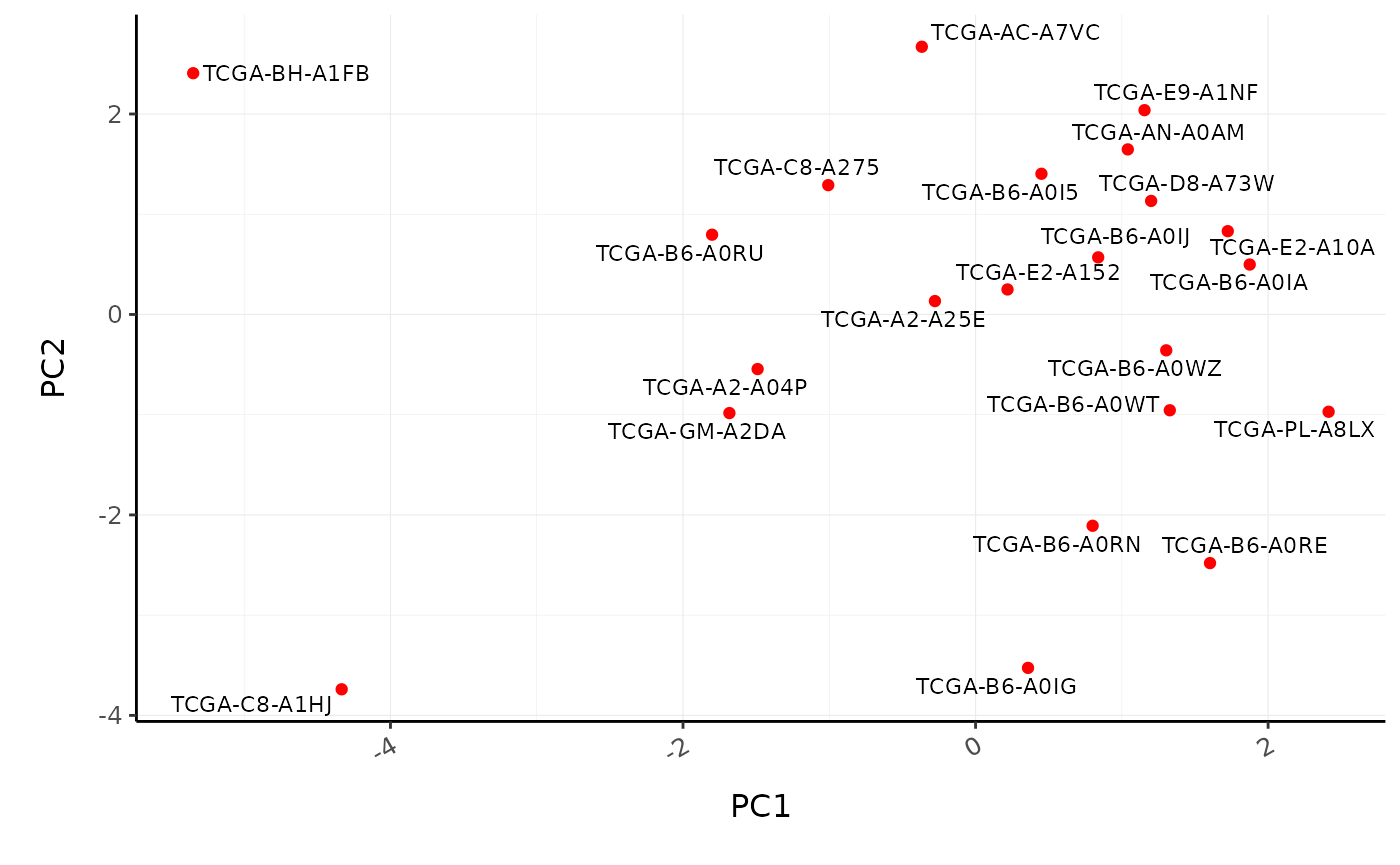 TCGA-AC-A7VC
TCGA-BH-A1FB
TCGA-E9-A1NF
2
TCGA-AN-A0AM
TCGA-C8-A275
TCGA-D8-A73W
TCGA-B6-A0I5
TCGA-B6-A0IJ
TCGA-E2-A10A
TCGA-B6-A0RU
TCGA-E2-A152
TCGA-B6-A0IA
0
TCGA-A2-A25E
PC2
TCGA-B6-A0WZ
TCGA-A2-A04P
TCGA-B6-A0WT
TCGA-GM-A2DA
TCGA-PL-A8LX
-2
TCGA-B6-A0RN
TCGA-B6-A0RE
TCGA-B6-A0IG
TCGA-C8-A1HJ
-4
-4
-2
0
2
PC1